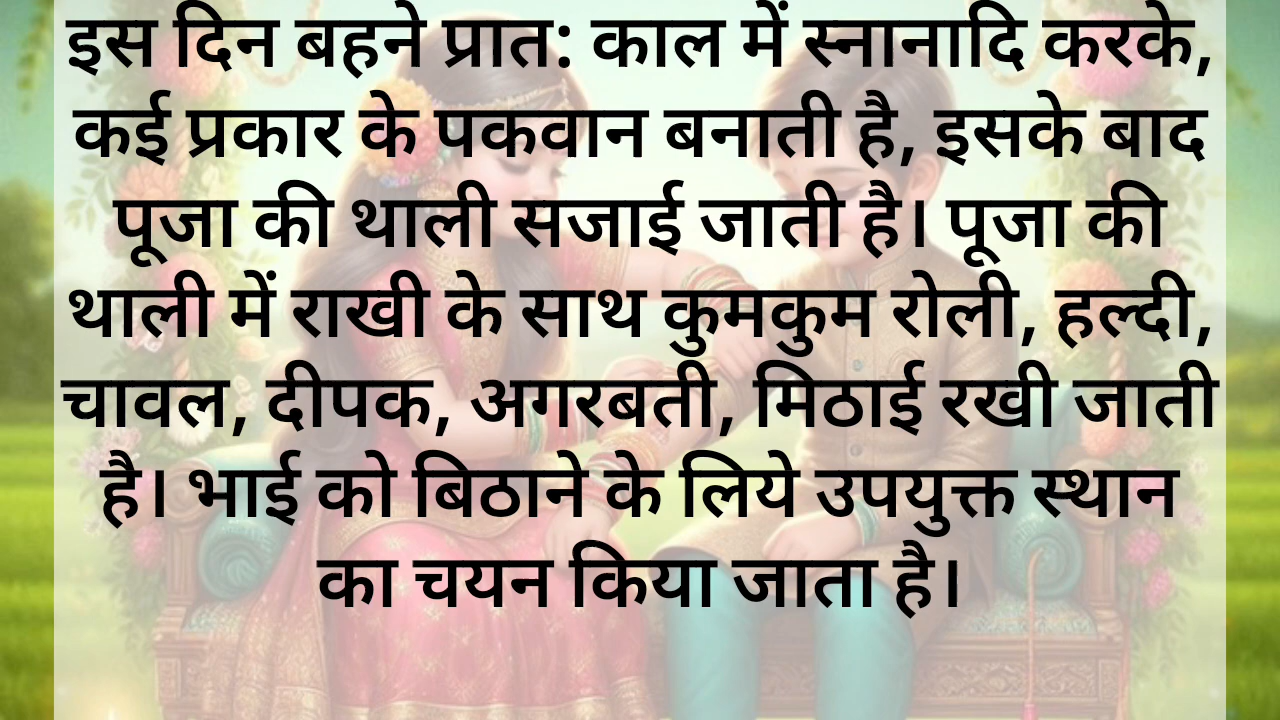 इस दिन बहने प्रात: काल में स्नानादि करके,
कई प्रकार के पकवान बनाती है, इसके बाद
पूजा की थाली सजाई जाती है। पूजा की
थाली में राखी के साथ कुमकुम रोली, हल्दी,
चावल, दीपक, अगरबती, मिठाई रखी जाती
है। भाई को बिठाने के लिये उपयुक्त स्थान
का चयन किया जाता है।